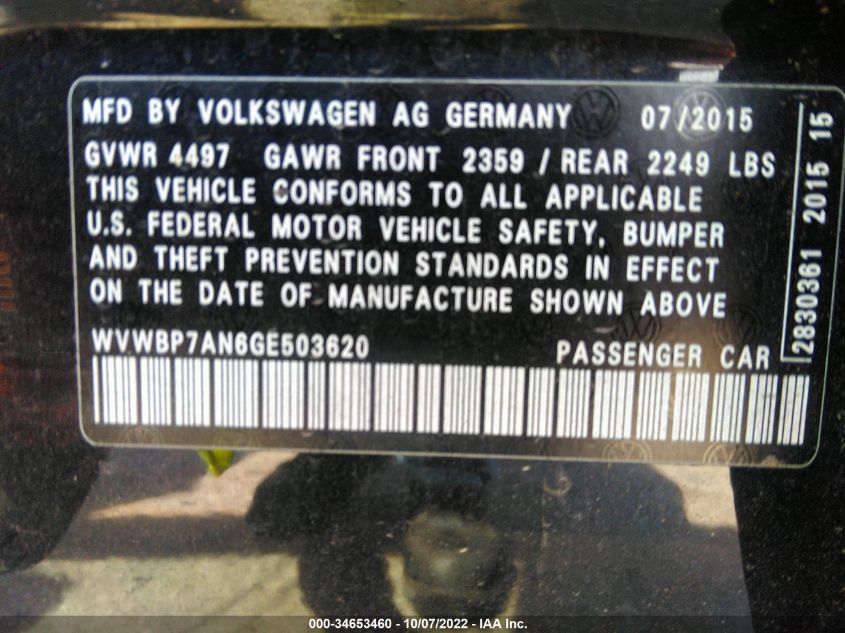 MFD BY VOLKSWAGEN AG GERMANY 07/2015
GVWR 4497 GAWR FRONT 2359 / REAR 2249 LBS
THIS VEHICLE CONFORMS TO ALL APPLICABLE
U.S. FEDERAL MOTOR VEHICLE SAFETY, BUMPER
AND THEFT PREVENTION STANDARDS IN EFFECT
ON THE DATE OF MANUFACTURE SHOWN ABOVE
WVWBP7AN6GE503620 PASSENGER CAR
2830361 2015 15
000-34653460 - 10/07/2022 - IAA Inc.